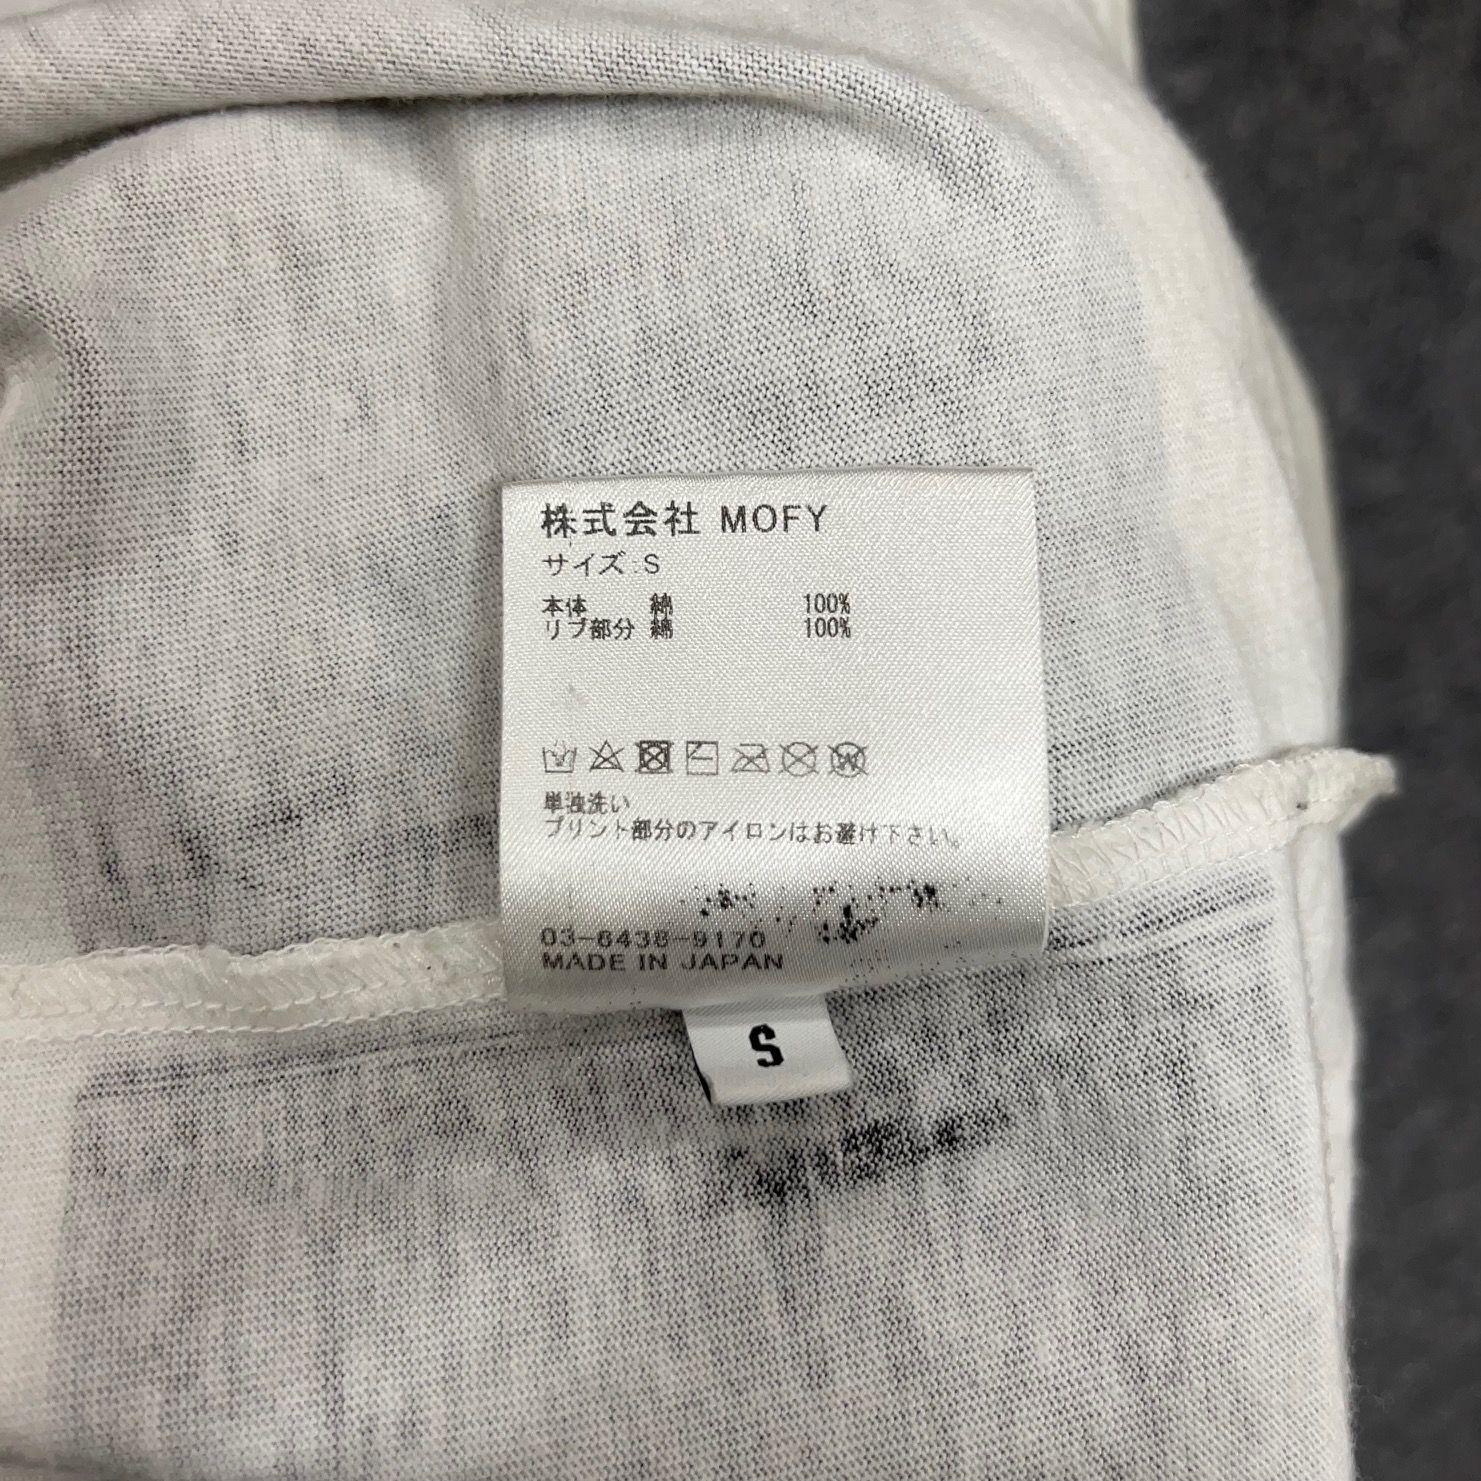 株式会社 MOFY
サイズ:S
本体 綿 100%
リブ部分 綿 100%
単独洗い
プリント部分のアイロンはお避け下さい。
03-6438-9170
MADE IN JAPAN
S